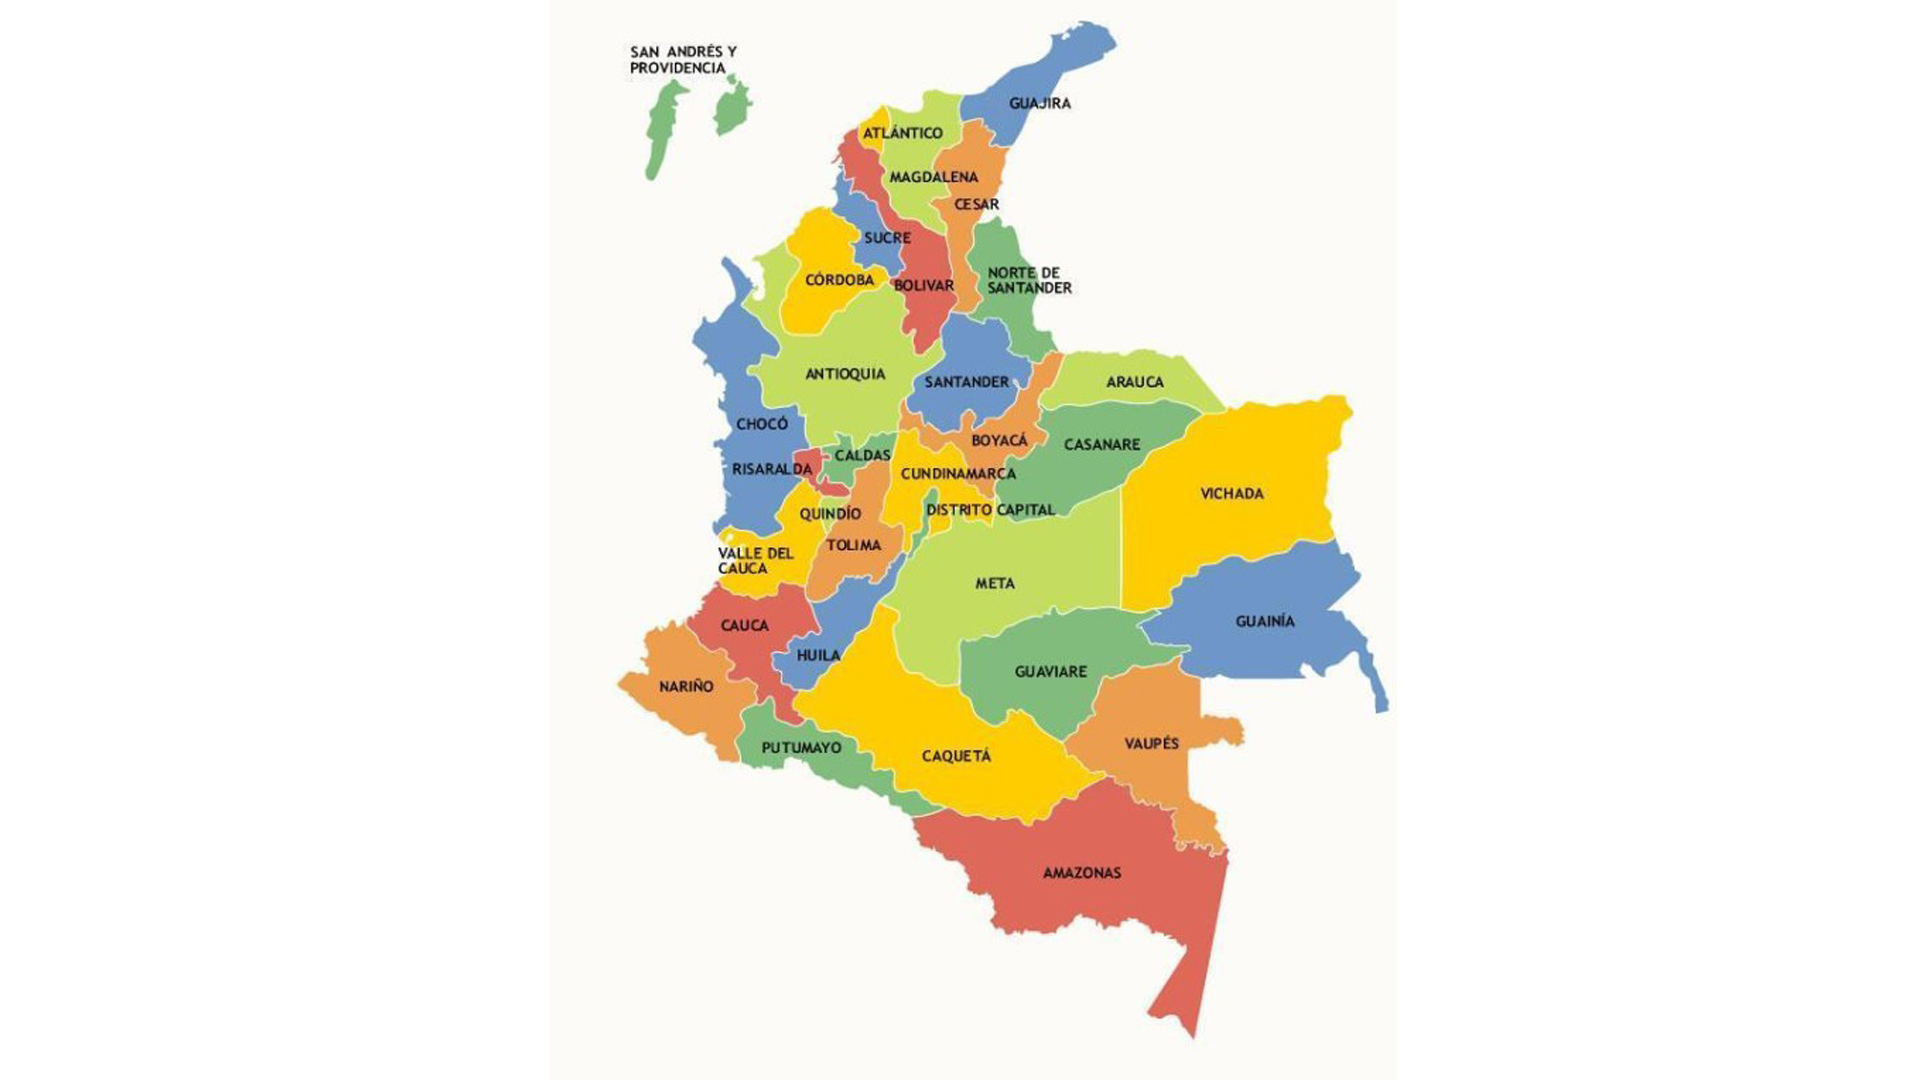 SAN ANDRÉS Y
PROVIDENCIA
GUAJIRA
ATLÁNTICO
MAGDALENA
CESAR
SUCRE
CÓRDOBA
BOLIVAR
NORTE DE
SANTANDER
ANTIOQUIA
SANTANDER
ARAUCA
CHOCÓ
BOYACÁ
CASANARE
CALDAS
RISARALDA
CUNDINAMARCA
VICHADA
QUINDÍO
DISTRITO CAPITAL
TOLIMA
VALLE DEL
CAUCA
META
CAUCA
GUAINÍA
HUILA
GUAVIARE
NARIÑO
PUTUMAYO
VAUPÉS
CAQUETÁ
AMAZONAS